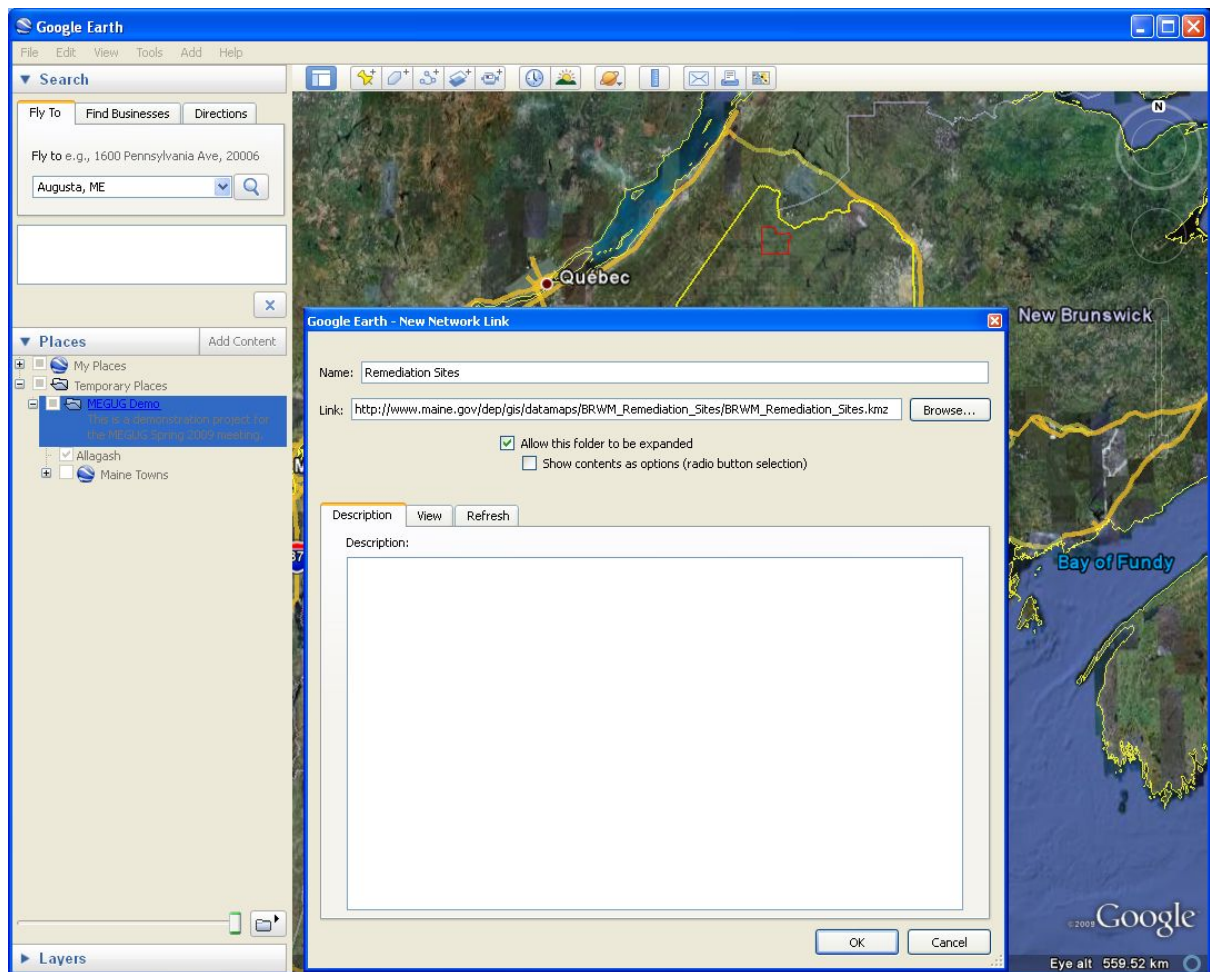 Google Earth
File Edit View Tools Add Help
Search
Fly To Find Businesses Directions
Fly to e.g., 1600 Pennsylvania Ave, 20006
Augusta, ME
Places Add Content
My Places
Temporary Places
MEGUG Demo
This is a demonstration project for
the MEGUG Spring 2009 meeting.
Allagash
Maine Towns
Layers
N
Québec
New Brunswick
Bay of Fundy
M
87
Google Earth - New Network Link
Name: Remediation Sites
Link: http://www.maine.gov/dep/gis/datamaps/BRWM_Remediation_Sites/BRWM_Remediation_Sites.kmz Browse...
Allow this folder to be expanded
Show contents as options (radio button selection)
Description View Refresh
Description:
OK Cancel
Google
Eye alt 559.52 km